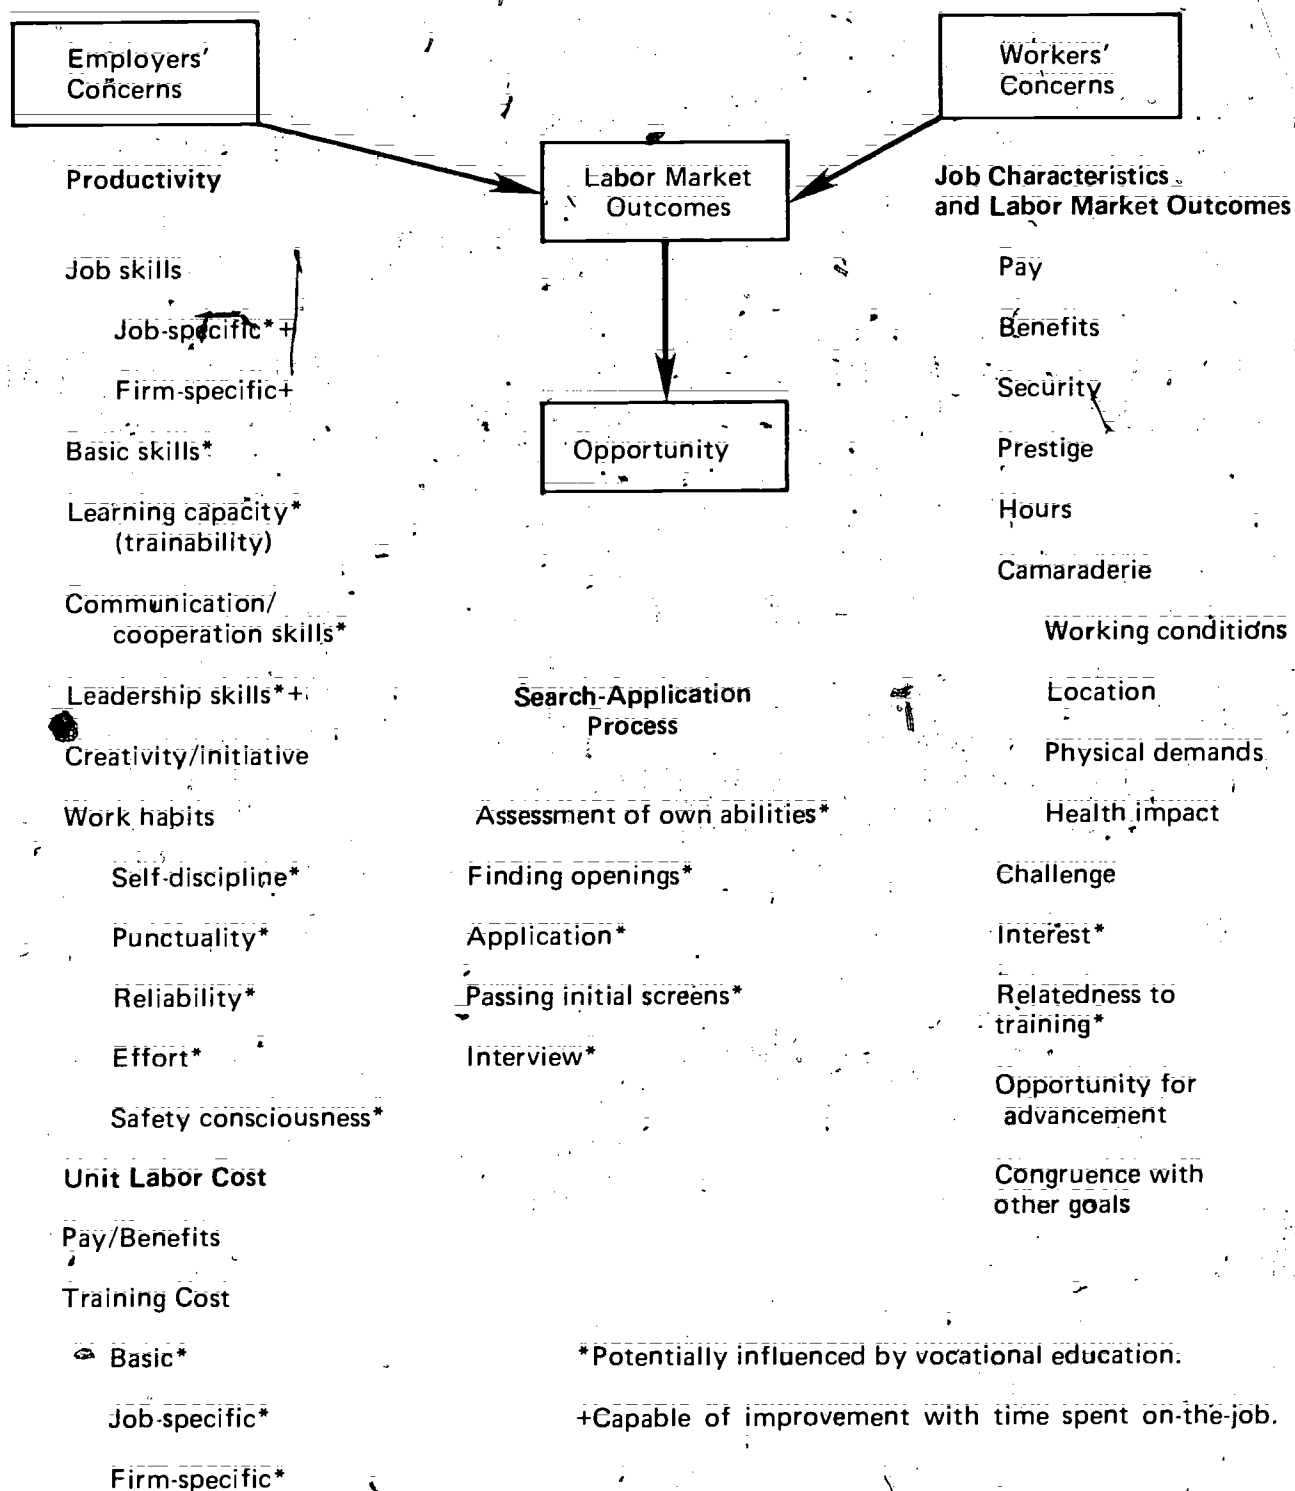 Employers'
Concerns
Productivity
Job skills
Job-specific*+
Firm-specific+
Basic skills*
Learning capacity*
(trainability)
Communication/
cooperation skills*
Leadership skills*+
Creativity/initiative
Work habits
Self-discipline*
Punctuality*
Reliability*
Effort*
Safety consciousness*
Unit Labor Cost
Pay/Benefits
Training Cost
Basic*
Job-specific*
Firm-specific*
Labor Market
Outcomes
Opportunity
Search-Application
Process
Assessment of own abilities*
Finding openings*
Application*
Passing initial screens*
Interview*
Workers'
Concerns
Job Characteristics
and Labor Market Outcomes
Pay
Benefits
Security
Prestige
Hours
Camaraderie
Working conditions
Location
Physical demands
Health impact
Challenge
Interest*
Relatedness to
training*
Opportunity for
advancement
Congruence with
other goals
*Potentially influenced by vocational education.
+Capable of improvement with time spent on-the-job.